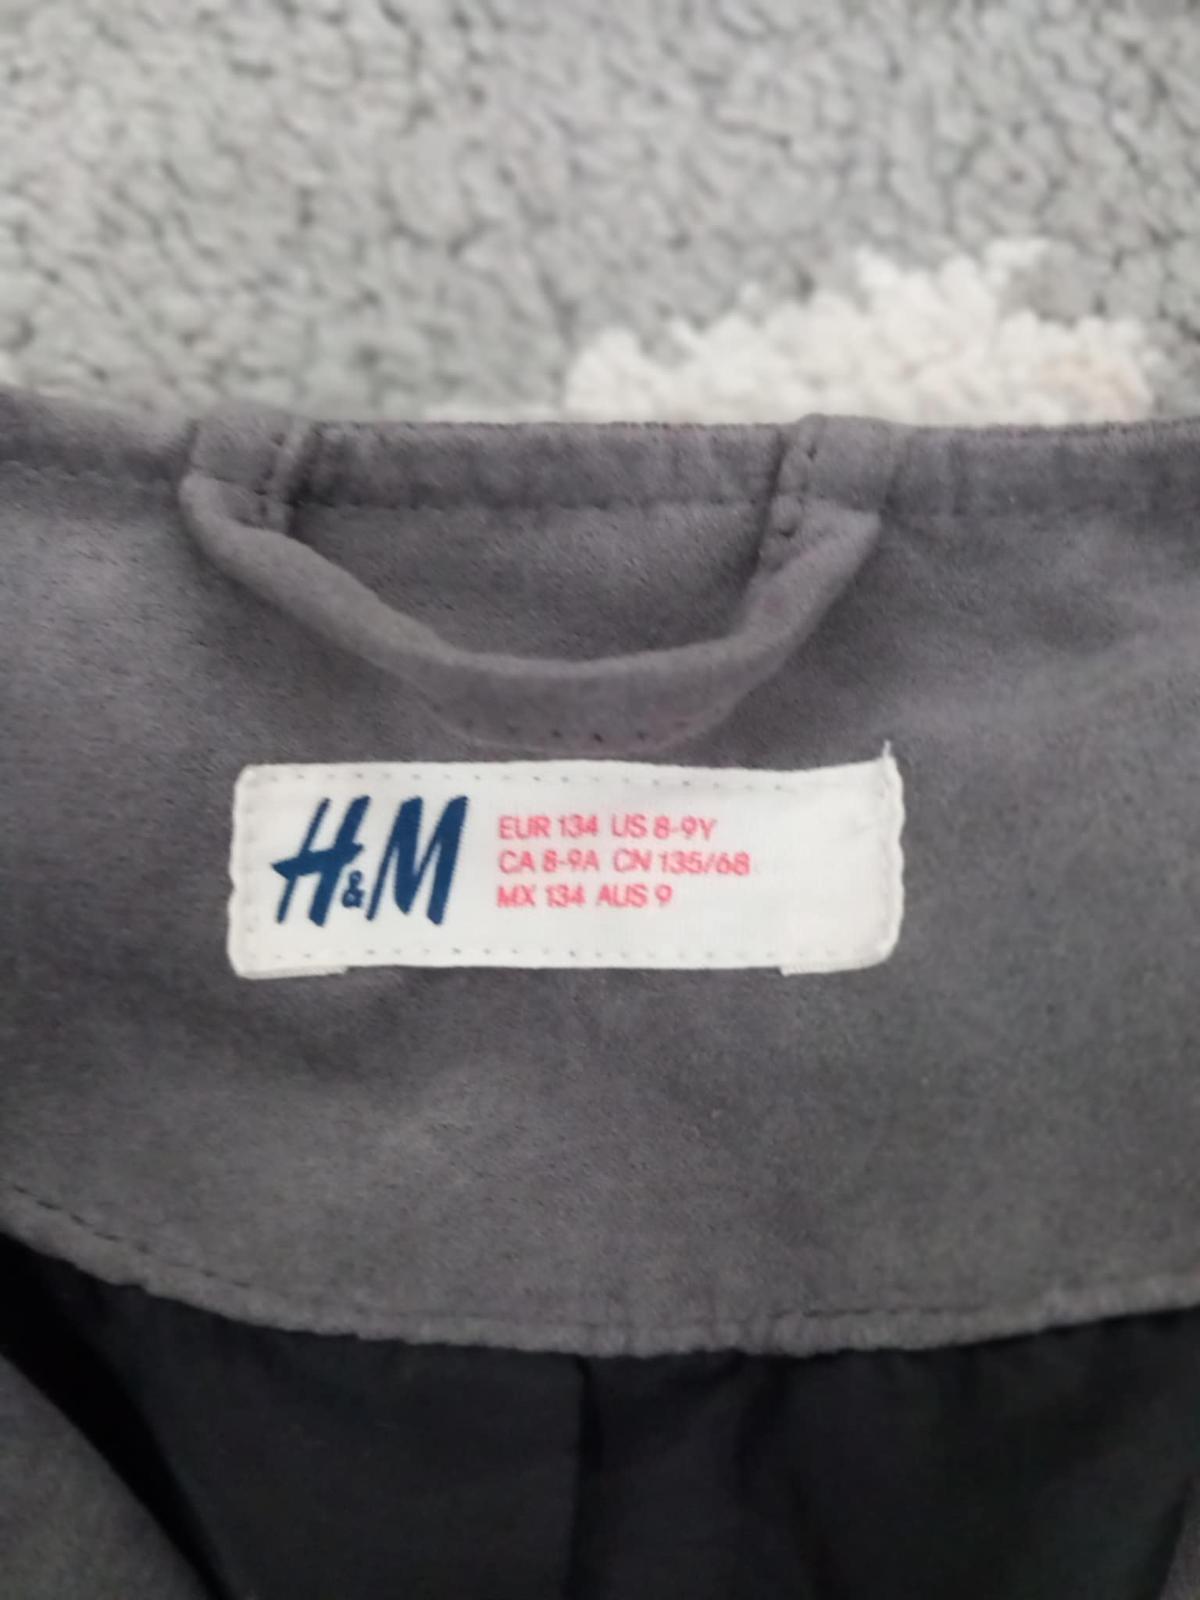 H&M
EUR 134 US 8-9Y
CA 8-9A CN 135/68
MX 134 AUS 9